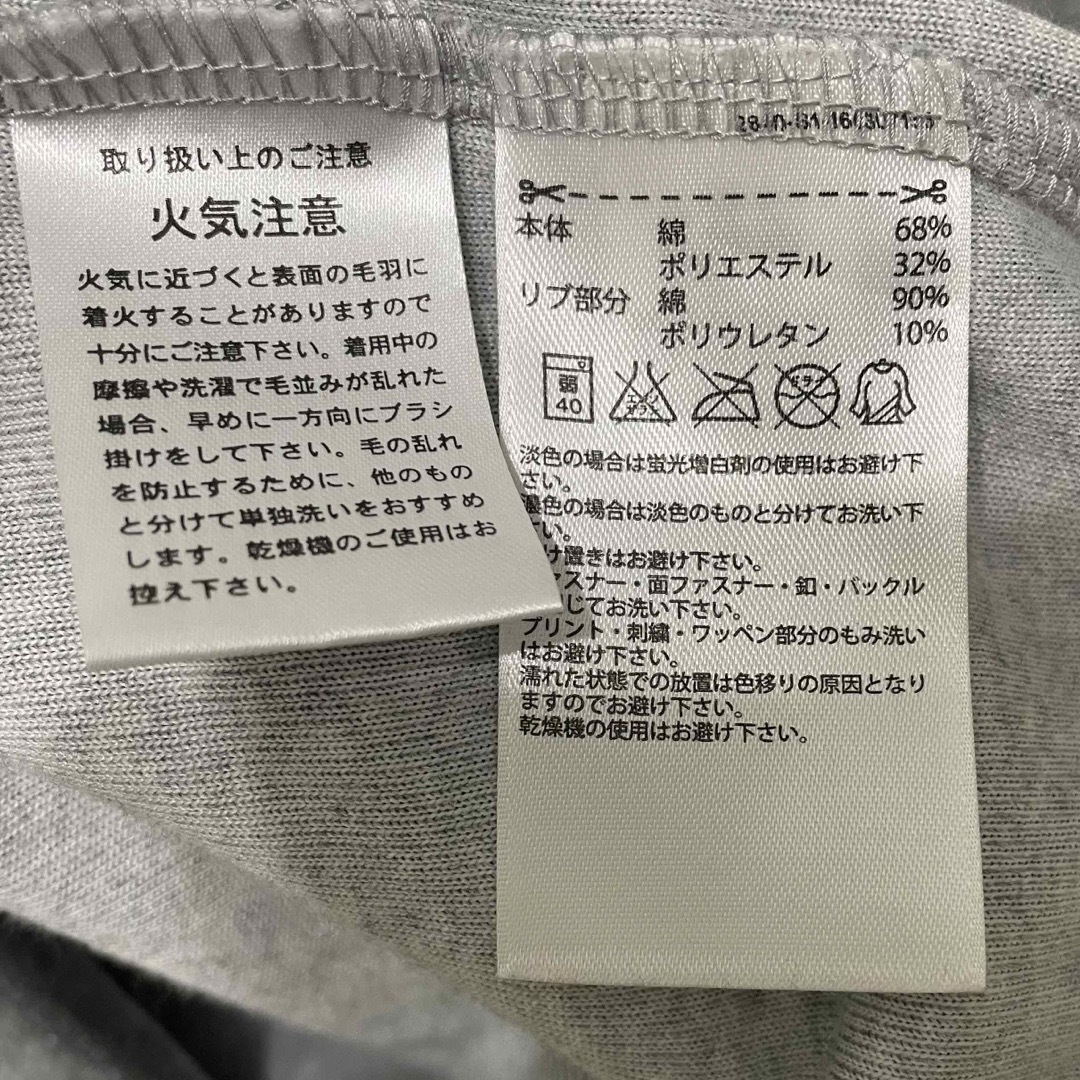 取り扱い上のご注意
火気注意
火気に近づくと表面の毛羽に
着火することがありますので
十分にご注意下さい。着用中の
摩擦や洗濯で毛並みが乱れた
場合、早めに一方向にブラシ
掛けをして下さい。毛の乱れ
を防止するために、他のもの
と分けて単独洗いをおすすめ
します。乾燥機のご使用はお
控え下さい。
本体 綿 68%
ポリエステル 32%
リブ部分 綿 90%
ポリウレタン 10%
弱
40
エンソ
サラシ
ドライ
淡色の場合は蛍光増白剤の使用はお避け下
さい。
濃色の場合は淡色のものと分けてお洗い下
さい。
け置きはお避け下さい。
ァスナー・面ファスナー・釦・バックル
じてお洗い下さい。
プリント・刺繍・ワッペン部分のもみ洗い
はお避け下さい。
濡れた状態での放置は色移りの原因となり
ますのでお避け下さい。
乾燥機の使用はお避け下さい。